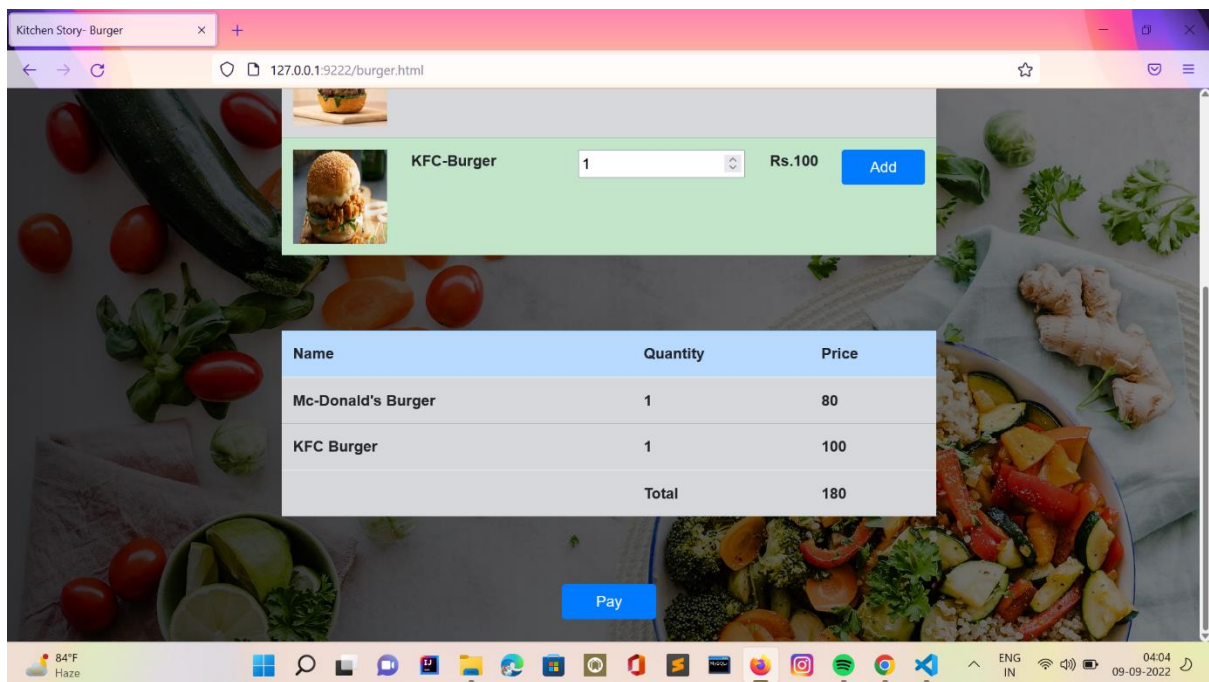 Kitchen Story- Burger
127.0.0.1:9222/burger.html
KFC-Burger 1 Rs.100 Add
Name Quantity Price
Mc-Donald's Burger 1 80
KFC Burger 1 100
Total 180
Pay
84°F
Haze
ENG
IN
04:04
09-09-2022